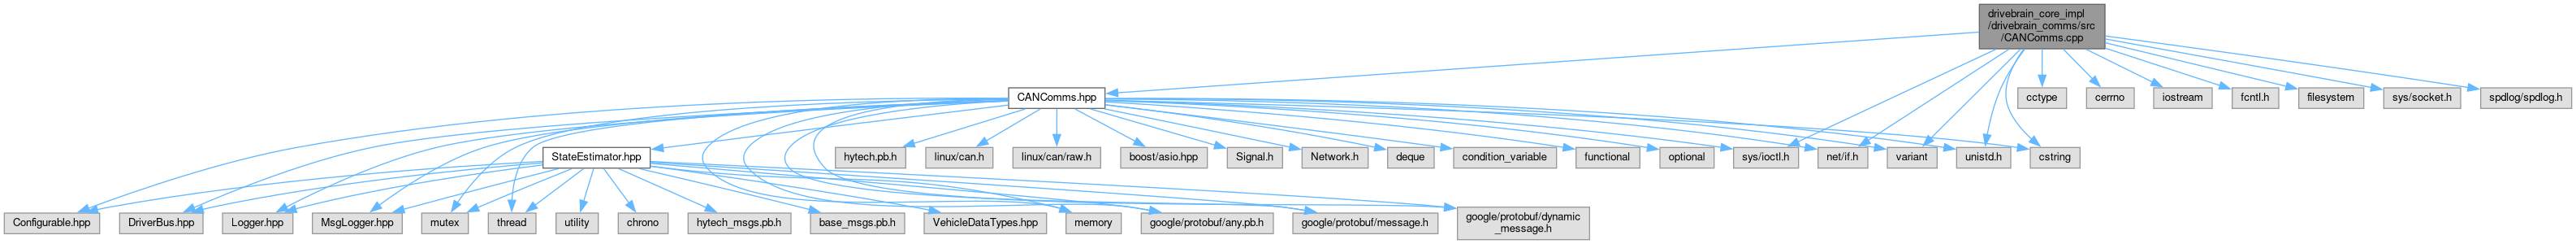 drivebrain_core_impl
/drivebrain_comms/src
/CANComms.cpp
CANComms.hpp
cctype
cerrno
iostream
fcntl.h
filesystem
sys/socket.h
spdlog/spdlog.h
StateEstimator.hpp
hytech.pb.h
linux/can.h
linux/can/raw.h
boost/asio.hpp
Signal.h
Network.h
deque
condition_variable
functional
optional
sys/ioctl.h
net/if.h
variant
unistd.h
cstring
Configurable.hpp
DriverBus.hpp
Logger.hpp
MsgLogger.hpp
mutex
thread
utility
chrono
hytech_msgs.pb.h
base_msgs.pb.h
VehicleDataTypes.hpp
memory
google/protobuf/any.pb.h
google/protobuf/message.h
google/protobuf/dynamic
_message.h